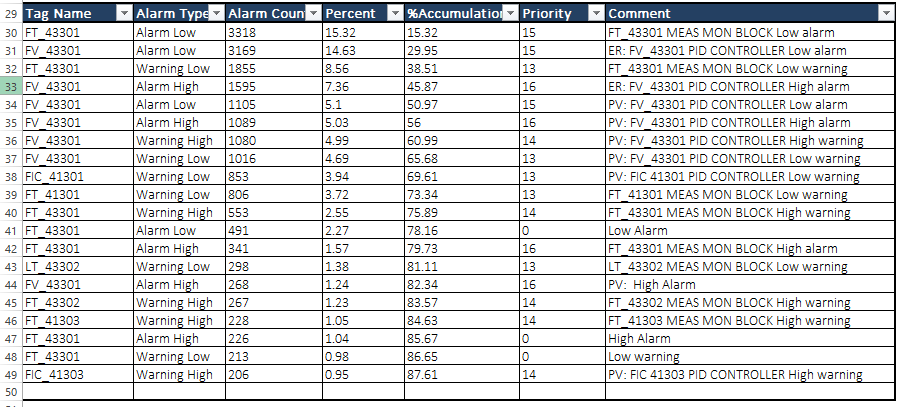 29 Tag Name Alarm Type Alarm Coun Percent %Accumulation Priority Comment
30 FT_43301 Alarm Low 3318 15.32 15.32 15 FT_43301 MEAS MON BLOCK Low alarm
31 FV_43301 Alarm Low 3169 14.63 29.95 15 ER: FV_43301 PID CONTROLLER Low alarm
32 FT_43301 Warning Low 1855 8.56 38.51 13 FT_43301 MEAS MON BLOCK Low warning
33 FV_43301 Alarm High 1595 7.36 45.87 16 ER: FV_43301 PID CONTROLLER High alarm
34 FV_43301 Alarm Low 1105 5.1 50.97 15 PV: FV_43301 PID CONTROLLER Low alarm
35 FV_43301 Alarm High 1089 5.03 56 16 PV: FV_43301 PID CONTROLLER High alarm
36 FV_43301 Warning High 1080 4.99 60.99 14 PV: FV_43301 PID CONTROLLER High warning
37 FV_43301 Warning Low 1016 4.69 65.68 13 PV: FV_43301 PID CONTROLLER Low warning
38 FIC_41301 Warning Low 853 3.94 69.61 13 PV: FIC 41301 PID CONTROLLER Low warning
39 FT_41301 Warning Low 806 3.72 73.34 13 FT_41301 MEAS MON BLOCK Low warning
40 FT_43301 Warning High 553 2.55 75.89 14 FT_43301 MEAS MON BLOCK High warning
41 FT_43301 Alarm Low 491 2.27 78.16 0 Low Alarm
42 FT_43301 Alarm High 341 1.57 79.73 16 FT_43301 MEAS MON BLOCK High alarm
43 LT_43302 Warning Low 298 1.38 81.11 13 LT_43302 MEAS MON BLOCK Low warning
44 FV_43301 Alarm High 268 1.24 82.34 16 PV: High Alarm
45 FT_43302 Warning High 267 1.23 83.57 14 FT_43302 MEAS MON BLOCK High warning
46 FT_41303 Warning High 228 1.05 84.63 14 FT_41303 MEAS MON BLOCK High warning
47 FT_43301 Alarm High 226 1.04 85.67 0 High Alarm
48 FT_43301 Warning Low 213 0.98 86.65 0 Low warning
49 FIC_41303 Warning High 206 0.95 87.61 14 PV: FIC 41303 PID CONTROLLER High warning
50